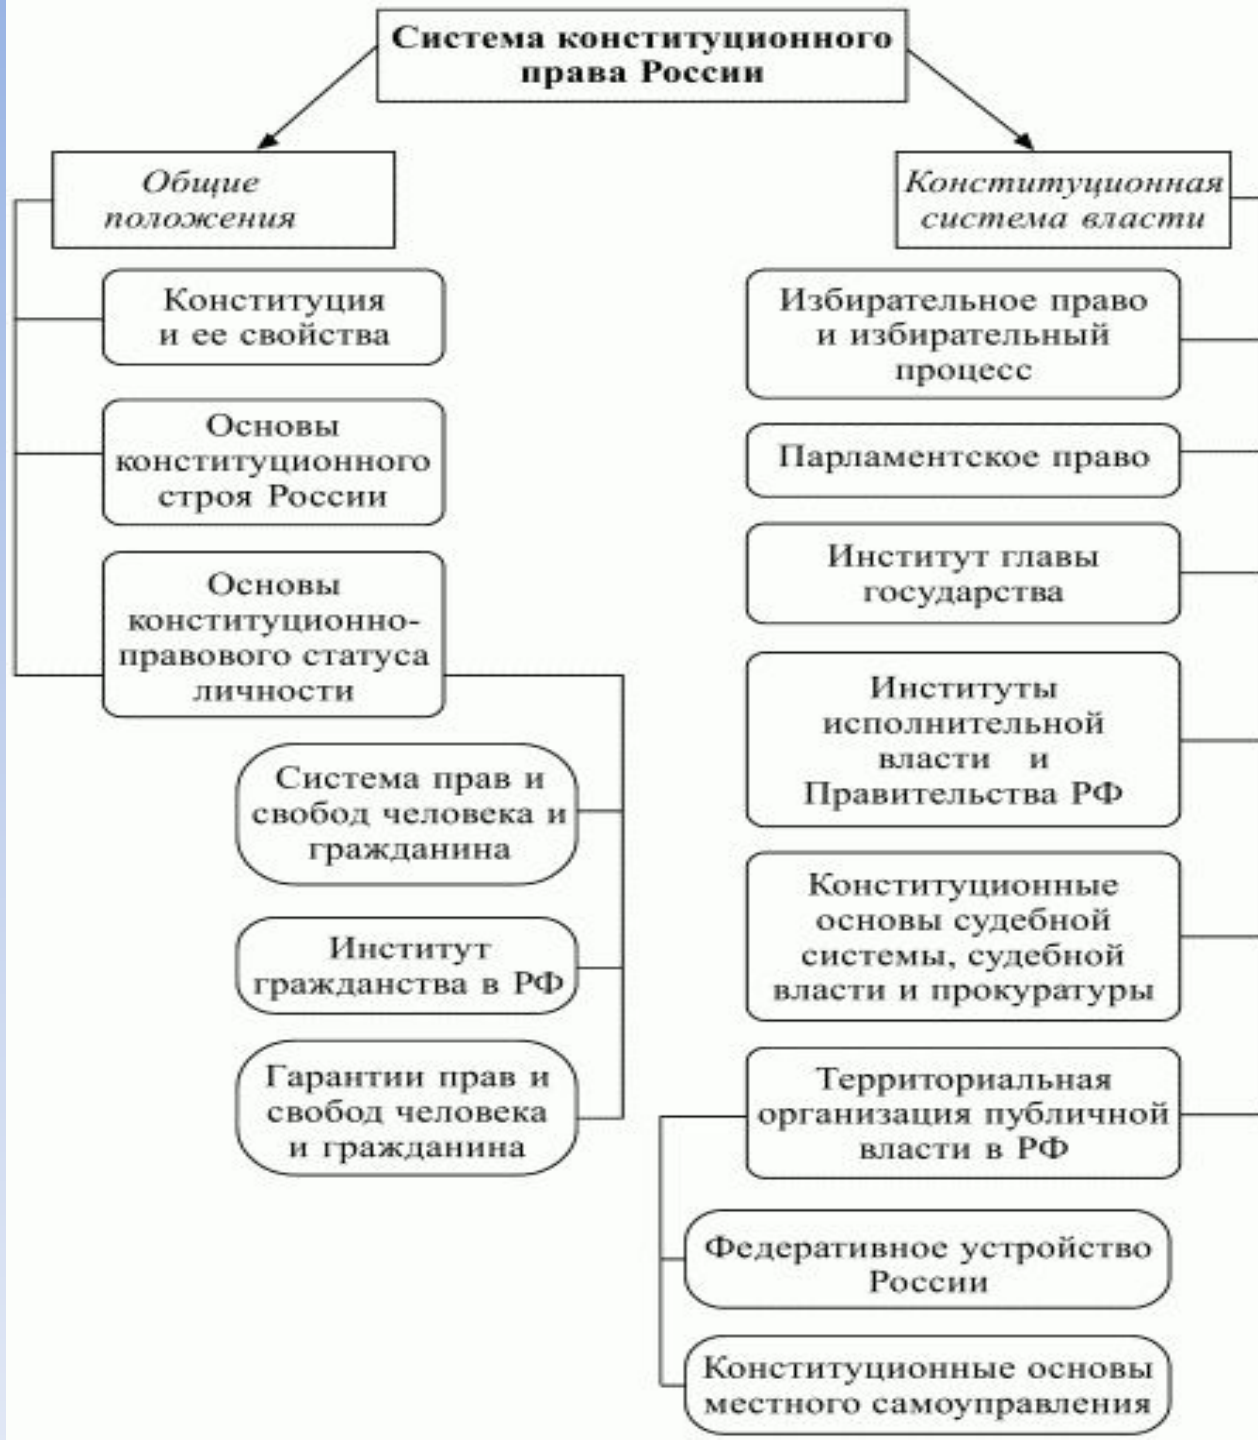 Система конституционного
права России
Общие
положения
Конституция
и ее свойства
Основы
конституционного
строя России
Основы
конституционно-
правового статуса
личности
Система прав и
свобод человека и
гражданина
Институт
гражданства в РФ
Гарантии прав и
свобод человека
и гражданина
Конституционная
система власти
Избирательное право
и избирательный
процесс
Парламентское право
Институт главы
государства
Институты
исполнительной
власти и
Правительства РФ
Конституционные
основы судебной
системы, судебной
власти и прокуратуры
Территориальная
организация публичной
власти в РФ
Федеративное устройство
России
Конституционные основы
местного самоуправления